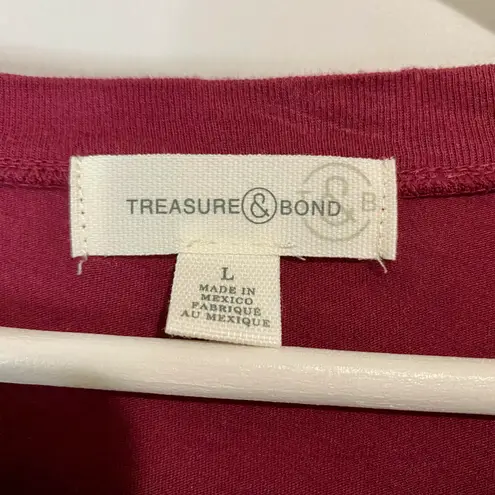 TREASURE & BOND
T & B
L
MADE IN
MEXICO
FABRIQUÉ
AU MEXIQUE